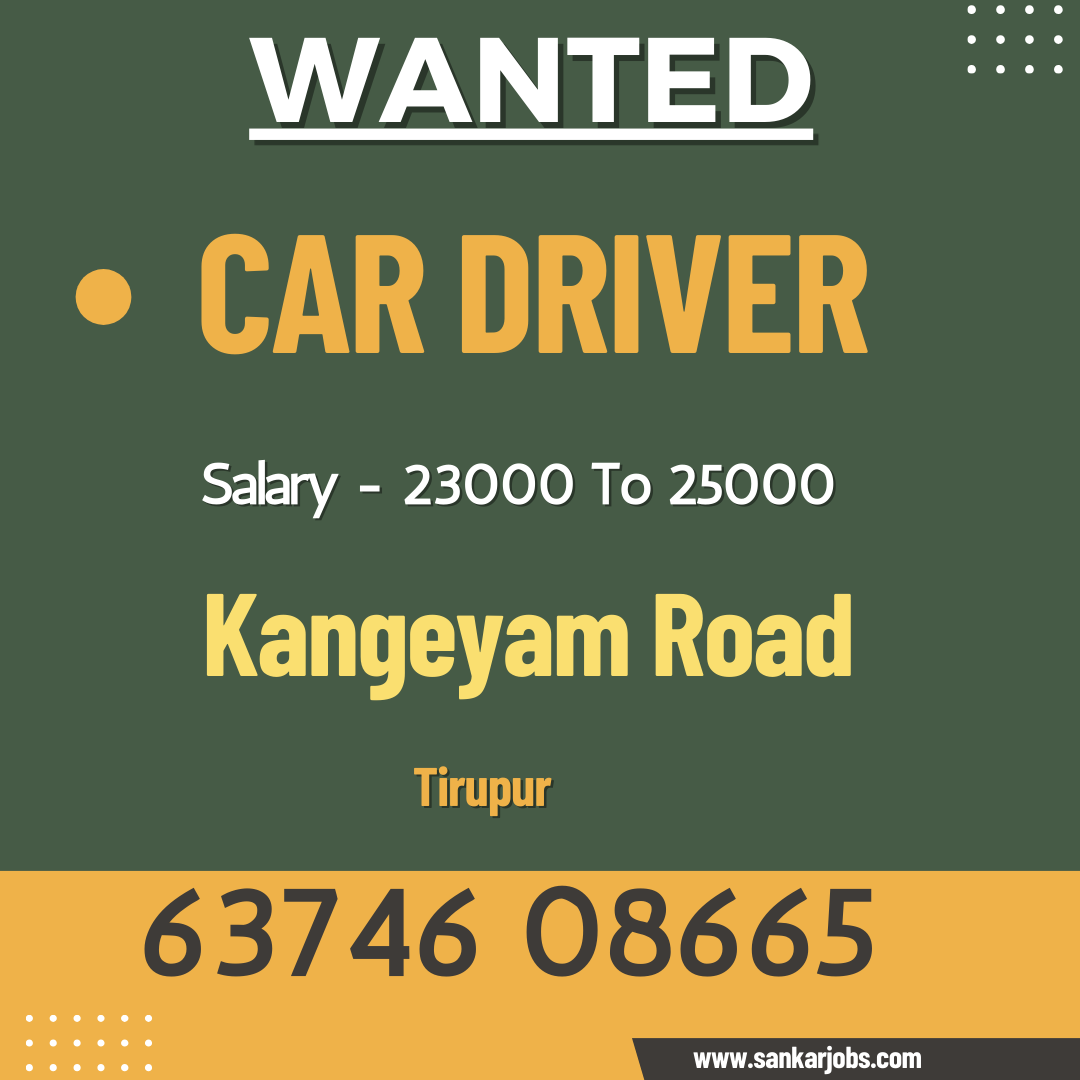 WANTED
CAR DRIVER
Salary - 23000 To 25000
Kangeyam Road
Tirupur
63746 08665
www.sankarjobs.com